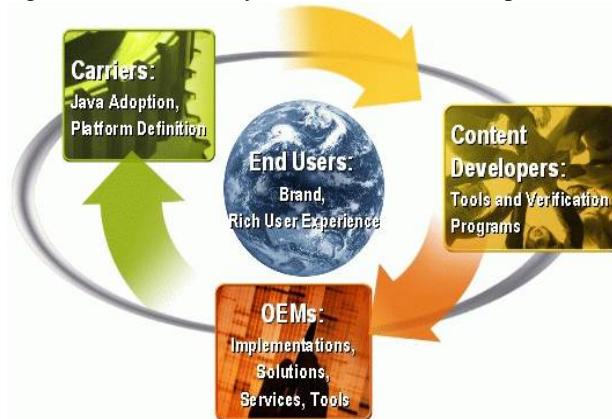 Carriers:
Java Adoption,
Platform Definition
Content
Developers:
Tools and Verification
Programs
End Users:
Brand,
Rich User Experience
OEMs:
Implementations,
Solutions,
Services, Tools